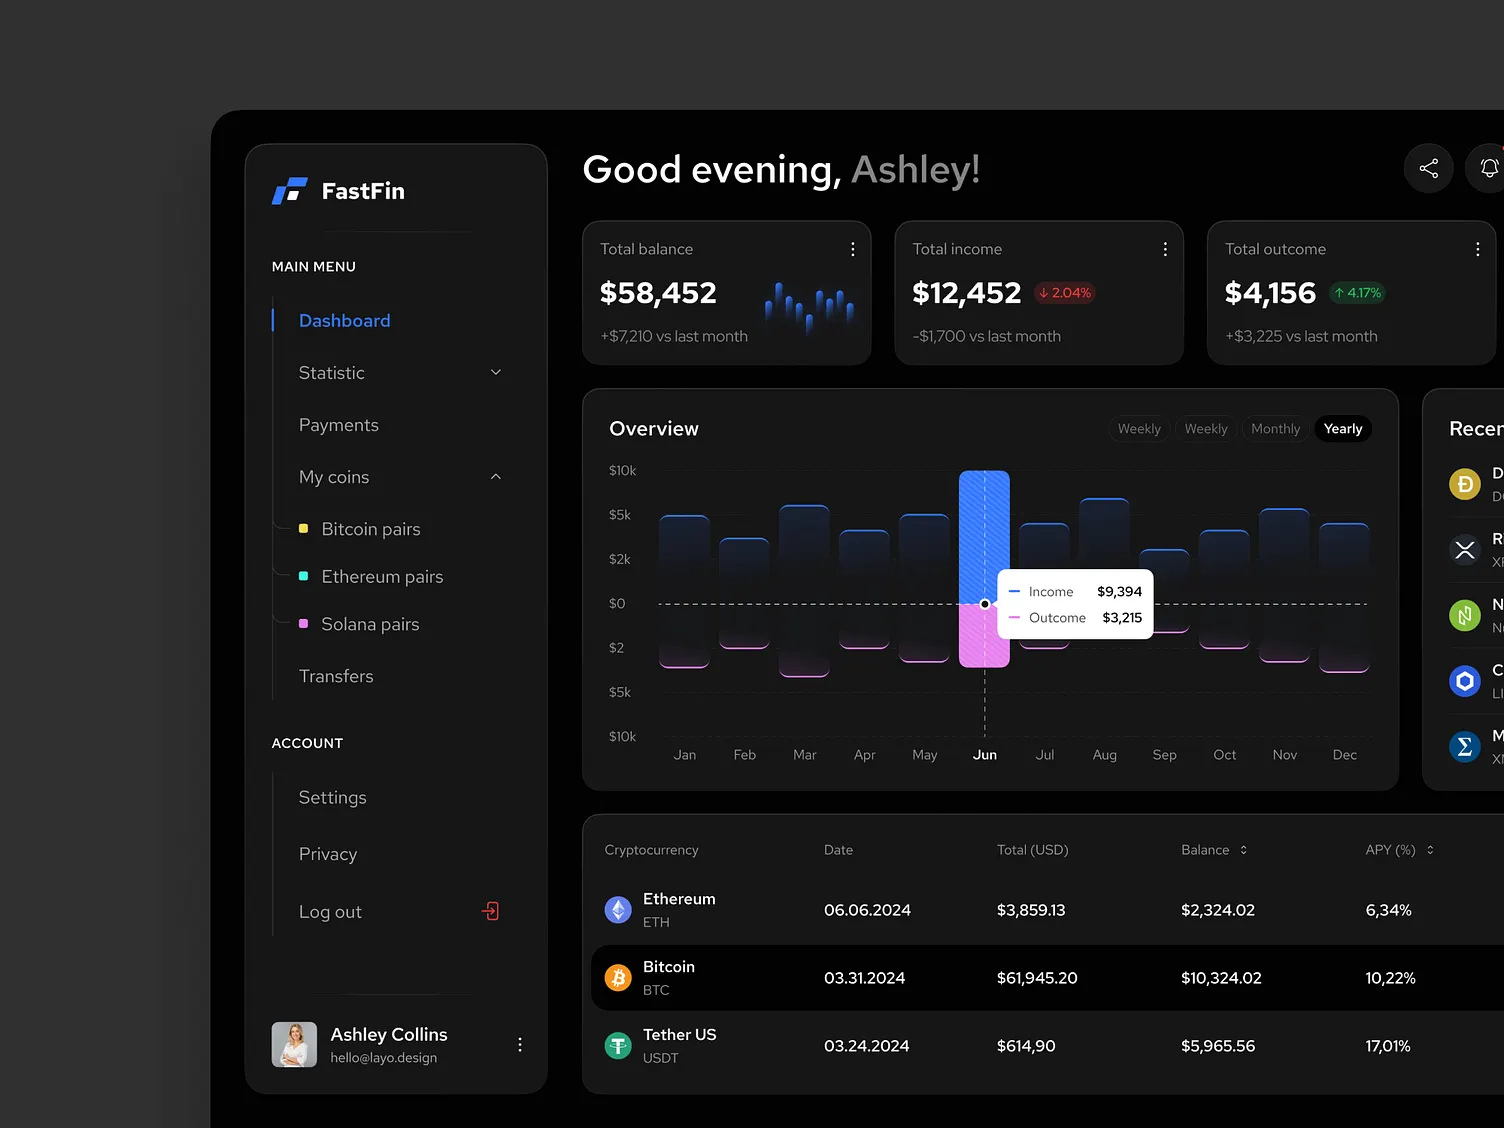 FastFin
MAIN MENU
Dashboard
Statistic
Payments
My coins
Bitcoin pairs
Ethereum pairs
Solana pairs
Transfers
ACCOUNT
Settings
Privacy
Log out
Ashley Collins
hello@layo.design
Good evening, Ashley!
Total balance
$58,452
+$7,210 vs last month
Total income
$12,452 ↓ 2.04%
-$1,700 vs last month
Total outcome
$4,156 ↑ 4.17%
+$3,225 vs last month
Overview
Weekly Weekly Monthly Yearly
$10k
$5k
$2k
$0
$2
$5k
$10k
Income $9,394
Outcome $3,215
Jan Feb Mar Apr May Jun Jul Aug Sep Oct Nov Dec
Recen
D
D
R
XR
N
N
C
LI
M
XM
Cryptocurrency Date Total (USD) Balance APY (%)
Ethereum
ETH
06.06.2024 $3,859.13 $2,324.02 6,34%
Bitcoin
BTC
03.31.2024 $61,945.20 $10,324.02 10,22%
Tether US
USDT
03.24.2024 $614,90 $5,965.56 17,01%